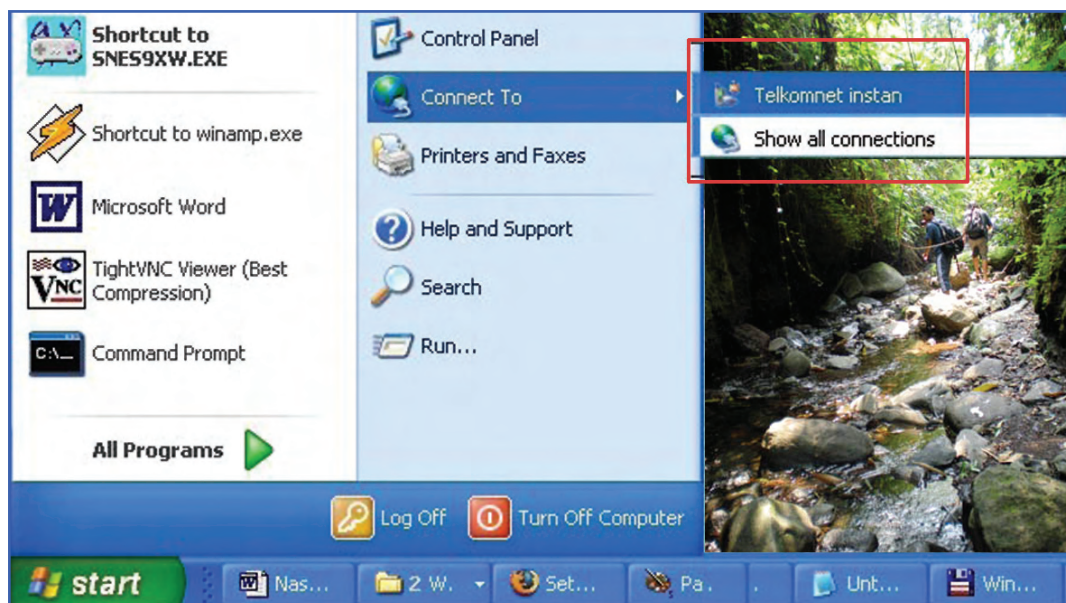 Shortcut to
SNES9XW.EXE
Shortcut to winamp.exe
Microsoft Word
W
TightVNC Viewer (Best
Compression)
VNC
Command Prompt
C:\_
All Programs
Control Panel
Connect To
Printers and Faxes
Help and Support
Search
Run...
Telkomnet instan
Show all connections
Log Off
Turn Off Computer
start
Nas...
2 W.
Set...
Pa.
.
Unt...
Win...